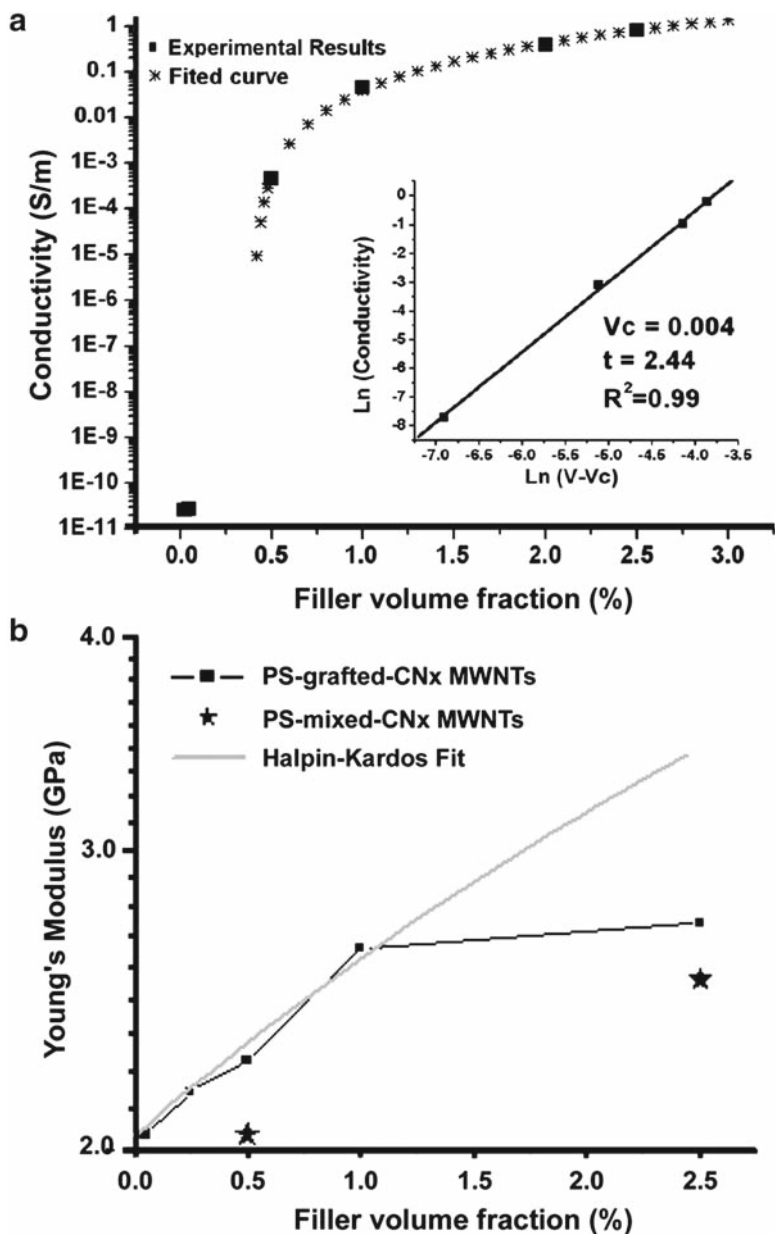 a
Experimental Results
Fited curve
1
0.1
0.01
1E-3
1E-4
1E-5
1E-6
1E-7
1E-8
1E-9
1E-10
1E-11
Conductivity (S/m)
0.0 0.5 1.0 1.5 2.0 2.5 3.0
Filler volume fraction (%)
0
-1
-2
-3
-4
-5
-6
-7
-8
Ln (Conductivity)
Vc = 0.004
t = 2.44
R²=0.99
-7.0 -6.5 -6.0 -5.5 -5.0 -4.5 -4.0 -3.5
Ln (V-Vc)
b
PS-grafted-CNx MWNTs
PS-mixed-CNx MWNTs
Halpin-Kardos Fit
4.0
3.0
2.0
Young's Modulus (GPa)
0.0 0.5 1.0 1.5 2.0 2.5
Filler volume fraction (%)